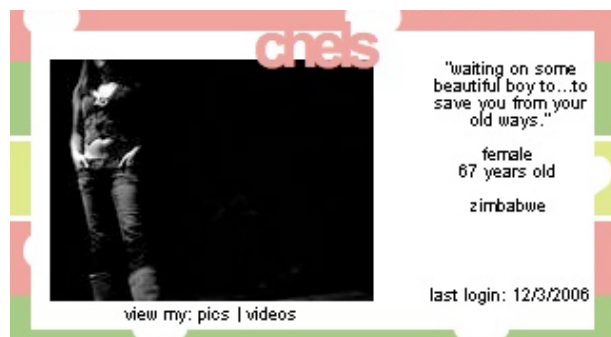 chels
"waiting on some
beautiful boy to...to
save you from your
old ways."
female
67 years old
zimbabwe
last login: 12/3/2006
view my: pics | videos